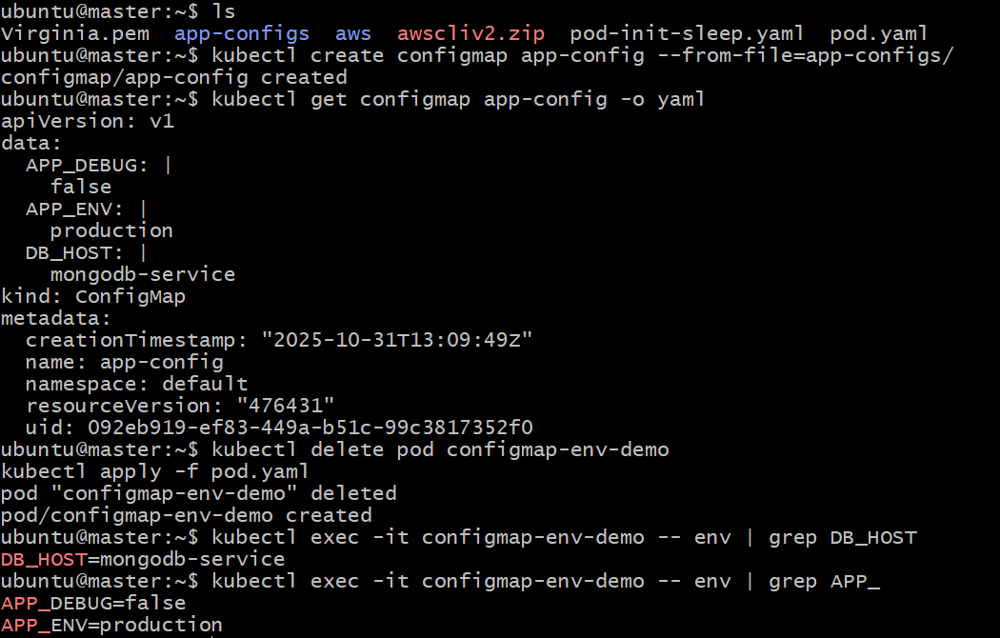 ubuntu@master:~$ ls
Virginia.pem  app-configs  aws  awscliv2.zip  pod-init-sleep.yaml  pod.yaml
ubuntu@master:~$ kubectl create configmap app-config --from-file=app-configs/
configmap/app-config created
ubuntu@master:~$ kubectl get configmap app-config -o yaml
apiVersion: v1
data:
  APP_DEBUG: |
    false
  APP_ENV: |
    production
  DB_HOST: |
    mongodb-service
kind: ConfigMap
metadata:
  creationTimestamp: "2025-10-31T13:09:49Z"
  name: app-config
  namespace: default
  resourceVersion: "476431"
  uid: 092eb919-ef83-449a-b51c-99c3817352f0
ubuntu@master:~$ kubectl delete pod configmap-env-demo
kubectl apply -f pod.yaml
pod "configmap-env-demo" deleted
pod/configmap-env-demo created
ubuntu@master:~$ kubectl exec -it configmap-env-demo -- env | grep DB_HOST
DB_HOST=mongodb-service
ubuntu@master:~$ kubectl exec -it configmap-env-demo -- env | grep APP_
APP_DEBUG=false
APP_ENV=production